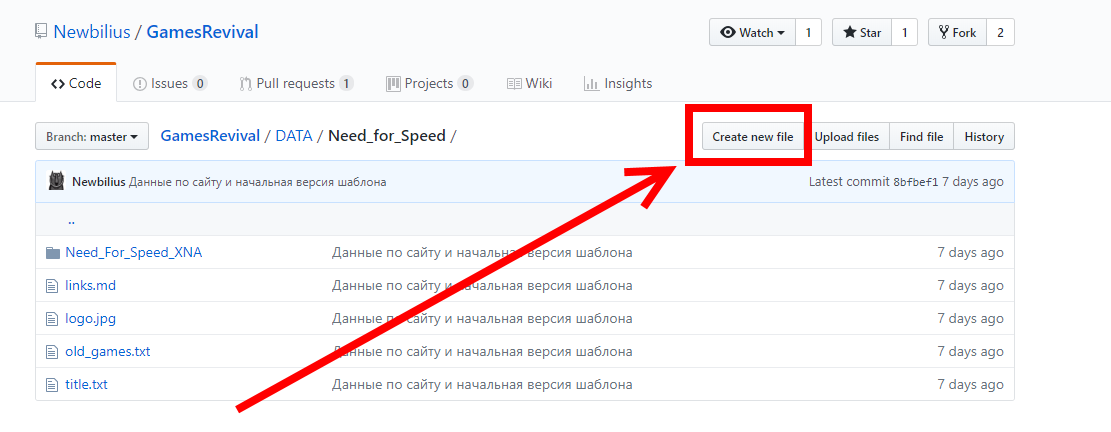 Newbilius / GamesRevival
Watch 1 Star 1 Fork 2
Code Issues 0 Pull requests 1 Projects 0 Wiki Insights
Branch: master GamesRevival / DATA / Need_for_Speed / Create new file Upload files Find file History
Newbilius Данные по сайту и начальная версия шаблона Latest commit 8bfbef1 7 days ago
..
Need_For_Speed_XNA Данные по сайту и начальная версия шаблона 7 days ago
links.md Данные по сайту и начальная версия шаблона 7 days ago
logo.jpg Данные по сайту и начальная версия шаблона 7 days ago
old_games.txt Данные по сайту и начальная версия шаблона 7 days ago
title.txt Данные по сайту и начальная версия шаблона 7 days ago